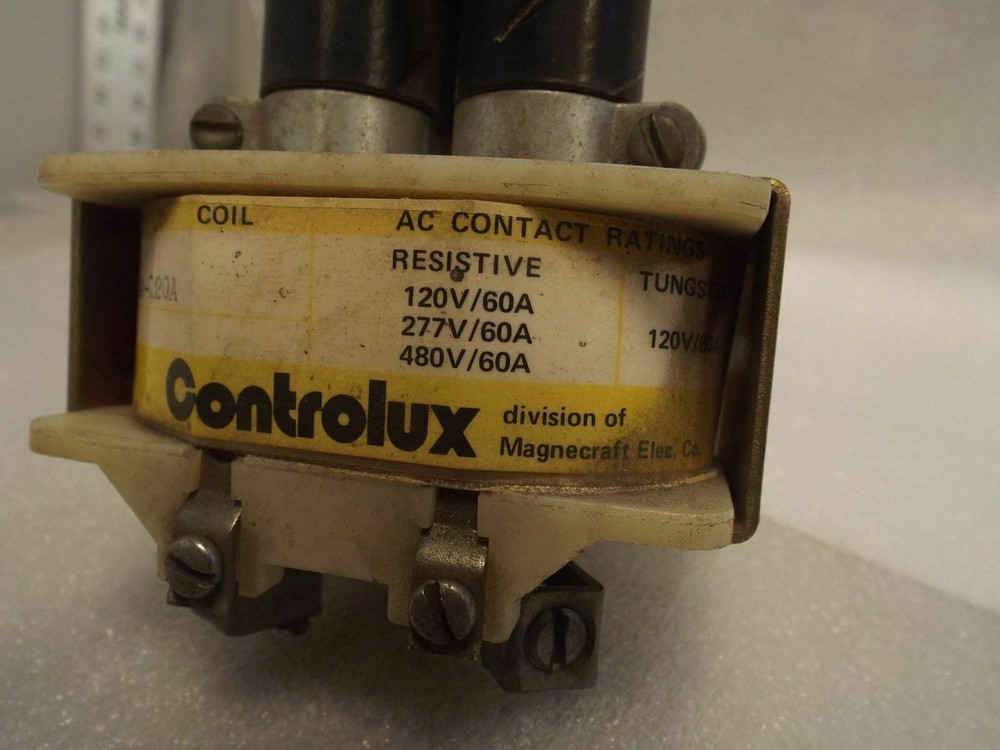 COIL
AC CONTACT RATINGS
RESISTIVE
120V/60A
277V/60A
480V/60A
Controlux
division of
Magnecraft Elec. Co.